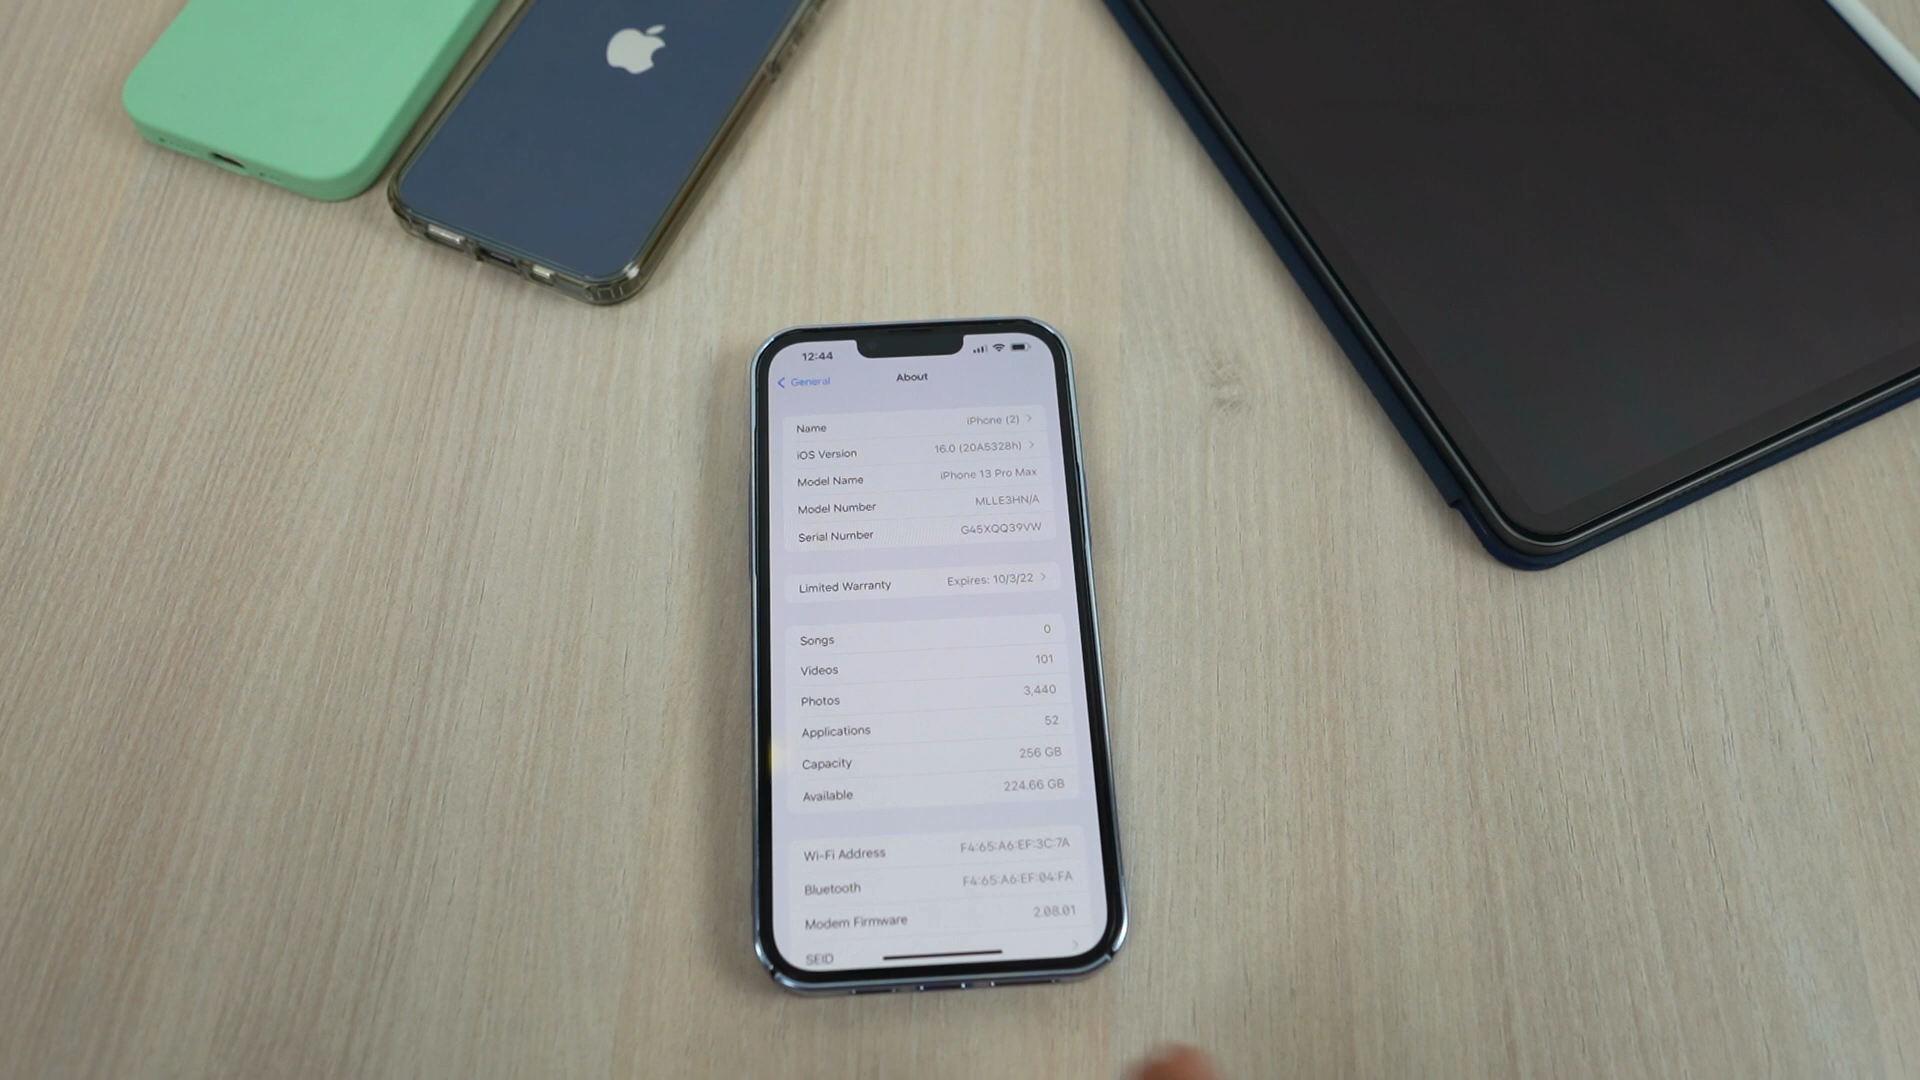 12:44
General
About
Name iPhone (2)
iOS Version 16.0 (20A5328h)
Model Name iPhone 13 Pro Max
Model Number MLLE3HN/A
Serial Number G45XQQ39VW
Limited Warranty Expires: 10/3/22
Songs 0
Videos 101
Photos 3,440
Applications 52
Capacity 256 GB
Available 224.66 GB
Wi-Fi Address F4:65:A6:EF:3C:7A
Bluetooth F4:65:A6:EF:04:FA
Modem Firmware 2.08.01
SEID